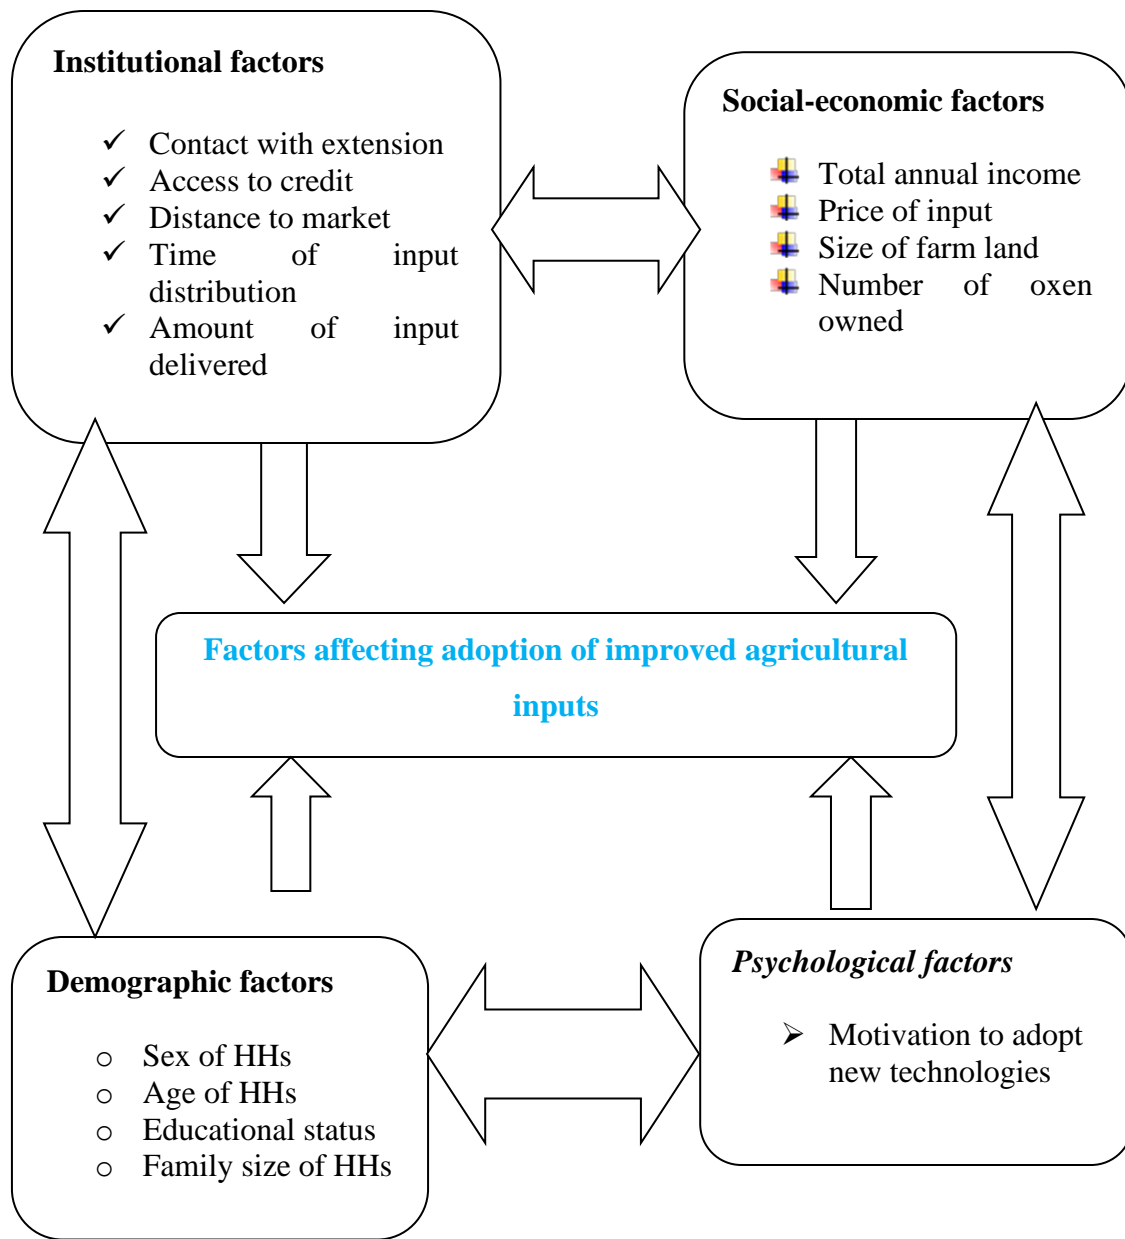 Institutional factors
Contact with extension
Access to credit
Distance to market
Time of input
distribution
Amount of input
delivered
Social-economic factors
Total annual income
Price of input
Size of farm land
Number of oxen
owned
Factors affecting adoption of improved agricultural
inputs
Demographic factors
Sex of HHs
Age of HHs
Educational status
Family size of HHs
Psychological factors
Motivation to adopt
new technologies